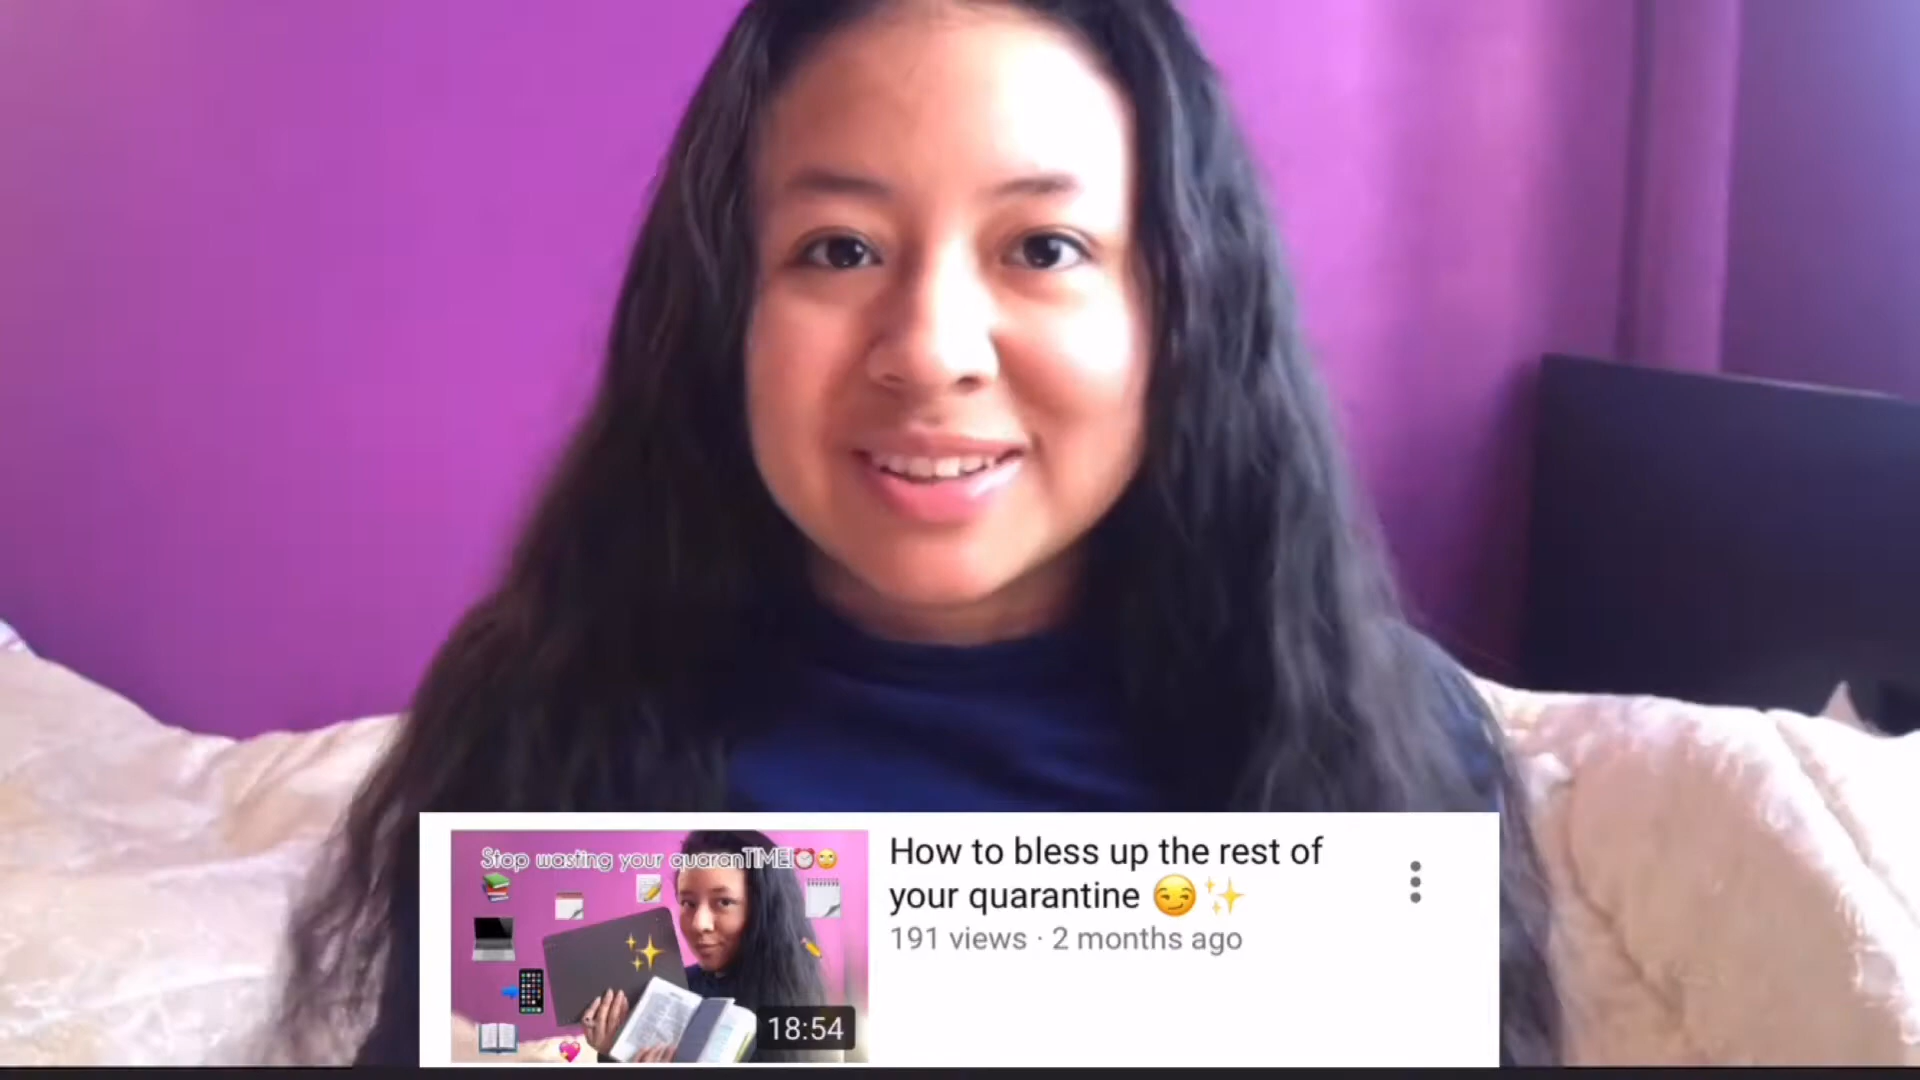 Stop wasting your quaranTIME!⏰🙄
18:54
How to bless up the rest of
your quarantine 😏✨
191 views · 2 months ago